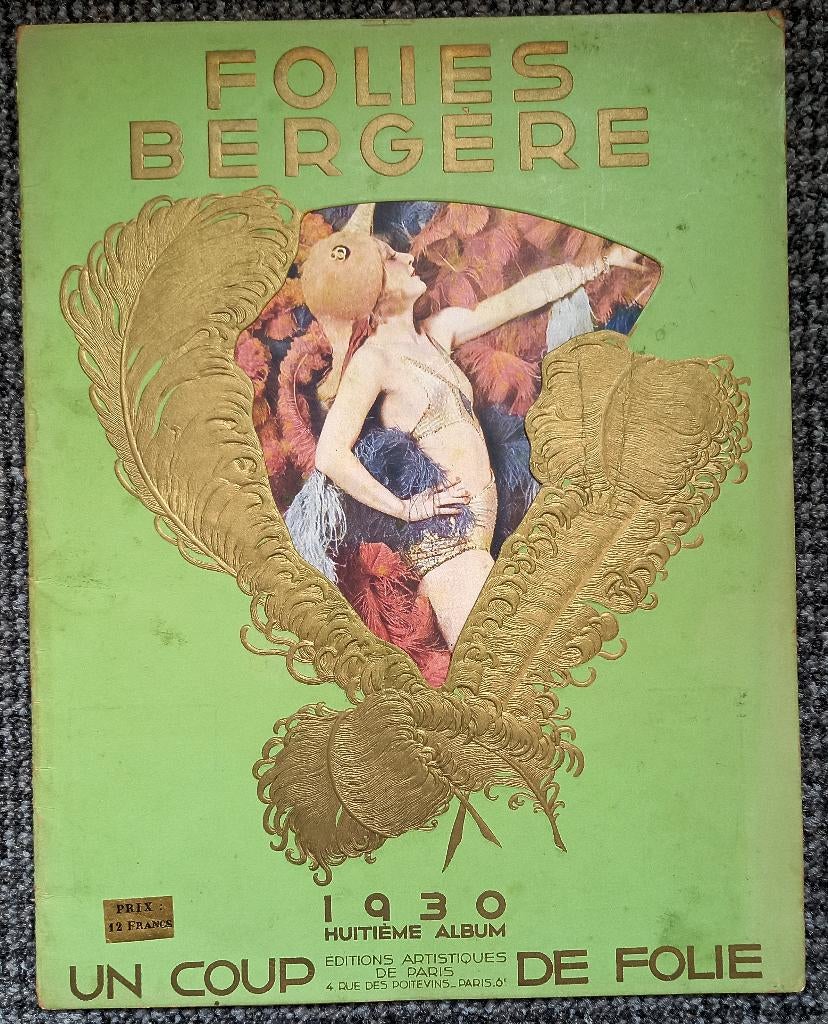 FOLIES
BERGÈRE
PRIX :
12 FRANCS
1930
HUITIÈME ALBUM
UN COUP DE FOLIE
EDITIONS ARTISTIQUES
DE PARIS
4 RUE DES POITEVINS_PARIS.6ᵉ